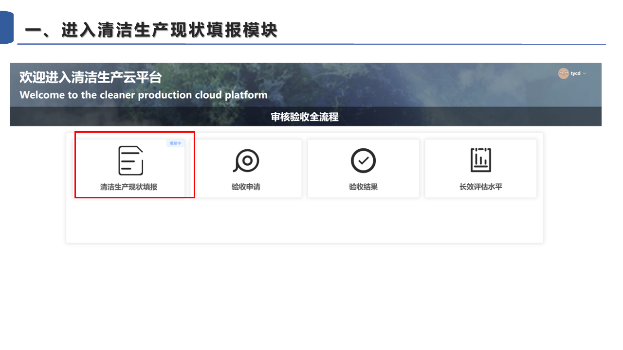 一、进入清洁生产现状填报模块
欢迎进入清洁生产云平台
tycd
Welcome to the cleaner production cloud platform
审核验收全流程
清洁生产现状填报
验收申请
验收结果
长效评估水平